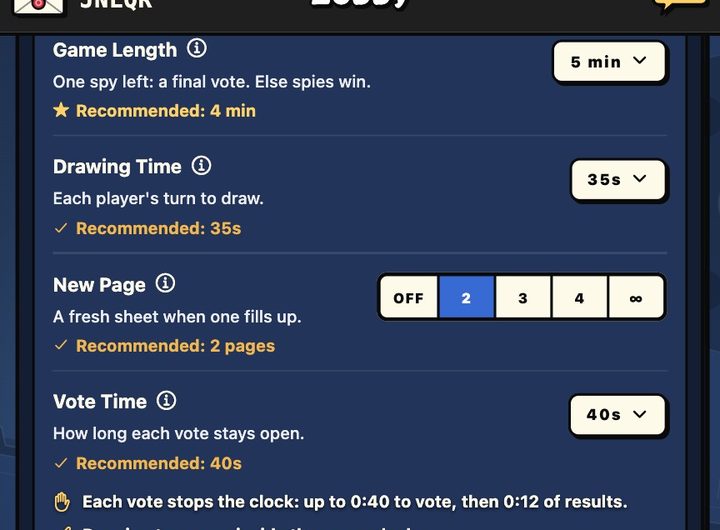 JNEQR
Lobby
Game Length
5 min
One spy left: a final vote. Else spies win.
Recommended: 4 min
Drawing Time
35s
Each player's turn to draw.
Recommended: 35s
New Page
OFF 2 3 4 ∞
A fresh sheet when one fills up.
Recommended: 2 pages
Vote Time
40s
How long each vote stays open.
Recommended: 40s
Each vote stops the clock: up to 0:40 to vote, then 0:12 of results.